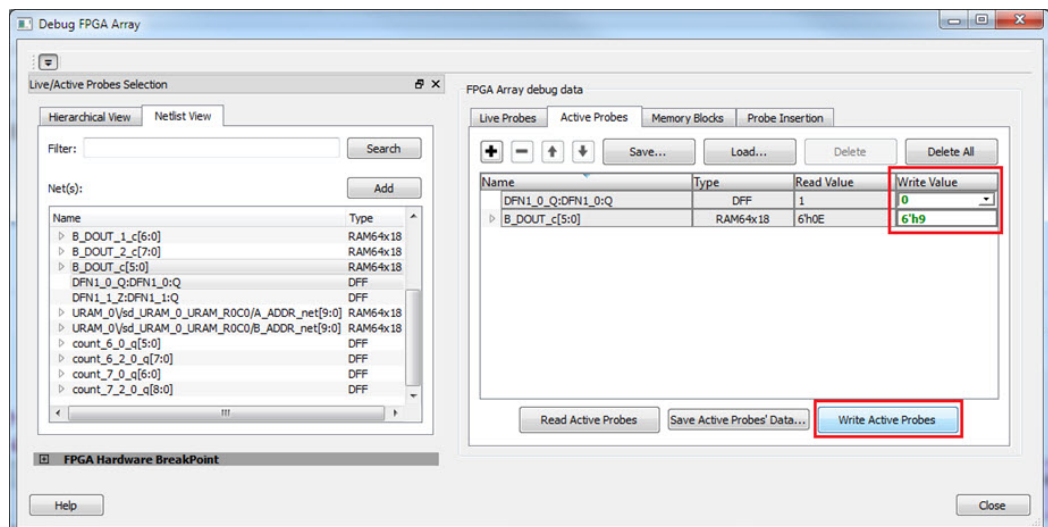 Debug FPGA Array
Live/Active Probes Selection
Hierarchical View Netlist View
Filter: Search
Net(s): Add
Name Type
B_DOUT_1_c[6:0] RAM64x18
B_DOUT_2_c[7:0] RAM64x18
B_DOUT_c[5:0] RAM64x18
DFN1_0_Q:DFN1_0:Q DFF
DFN1_1_Z:DFN1_1:Q DFF
URAM_0\/sd_URAM_0_URAM_R0C0/A_ADDR_net[9:0] RAM64x18
URAM_0\/sd_URAM_0_URAM_R0C0/B_ADDR_net[9:0] RAM64x18
count_6_0_q[5:0] DFF
count_6_2_0_q[7:0] DFF
count_7_0_q[6:0] DFF
count_7_2_0_q[8:0] DFF
FPGA Hardware BreakPoint
FPGA Array debug data
Live Probes Active Probes Memory Blocks Probe Insertion
Save... Load... Delete Delete All
Name Type Read Value Write Value
DFN1_0_Q:DFN1_0:Q DFF 1 0
B_DOUT_c[5:0] RAM64x18 6'h0E 6'h9
Read Active Probes Save Active Probes' Data... Write Active Probes
Help Close